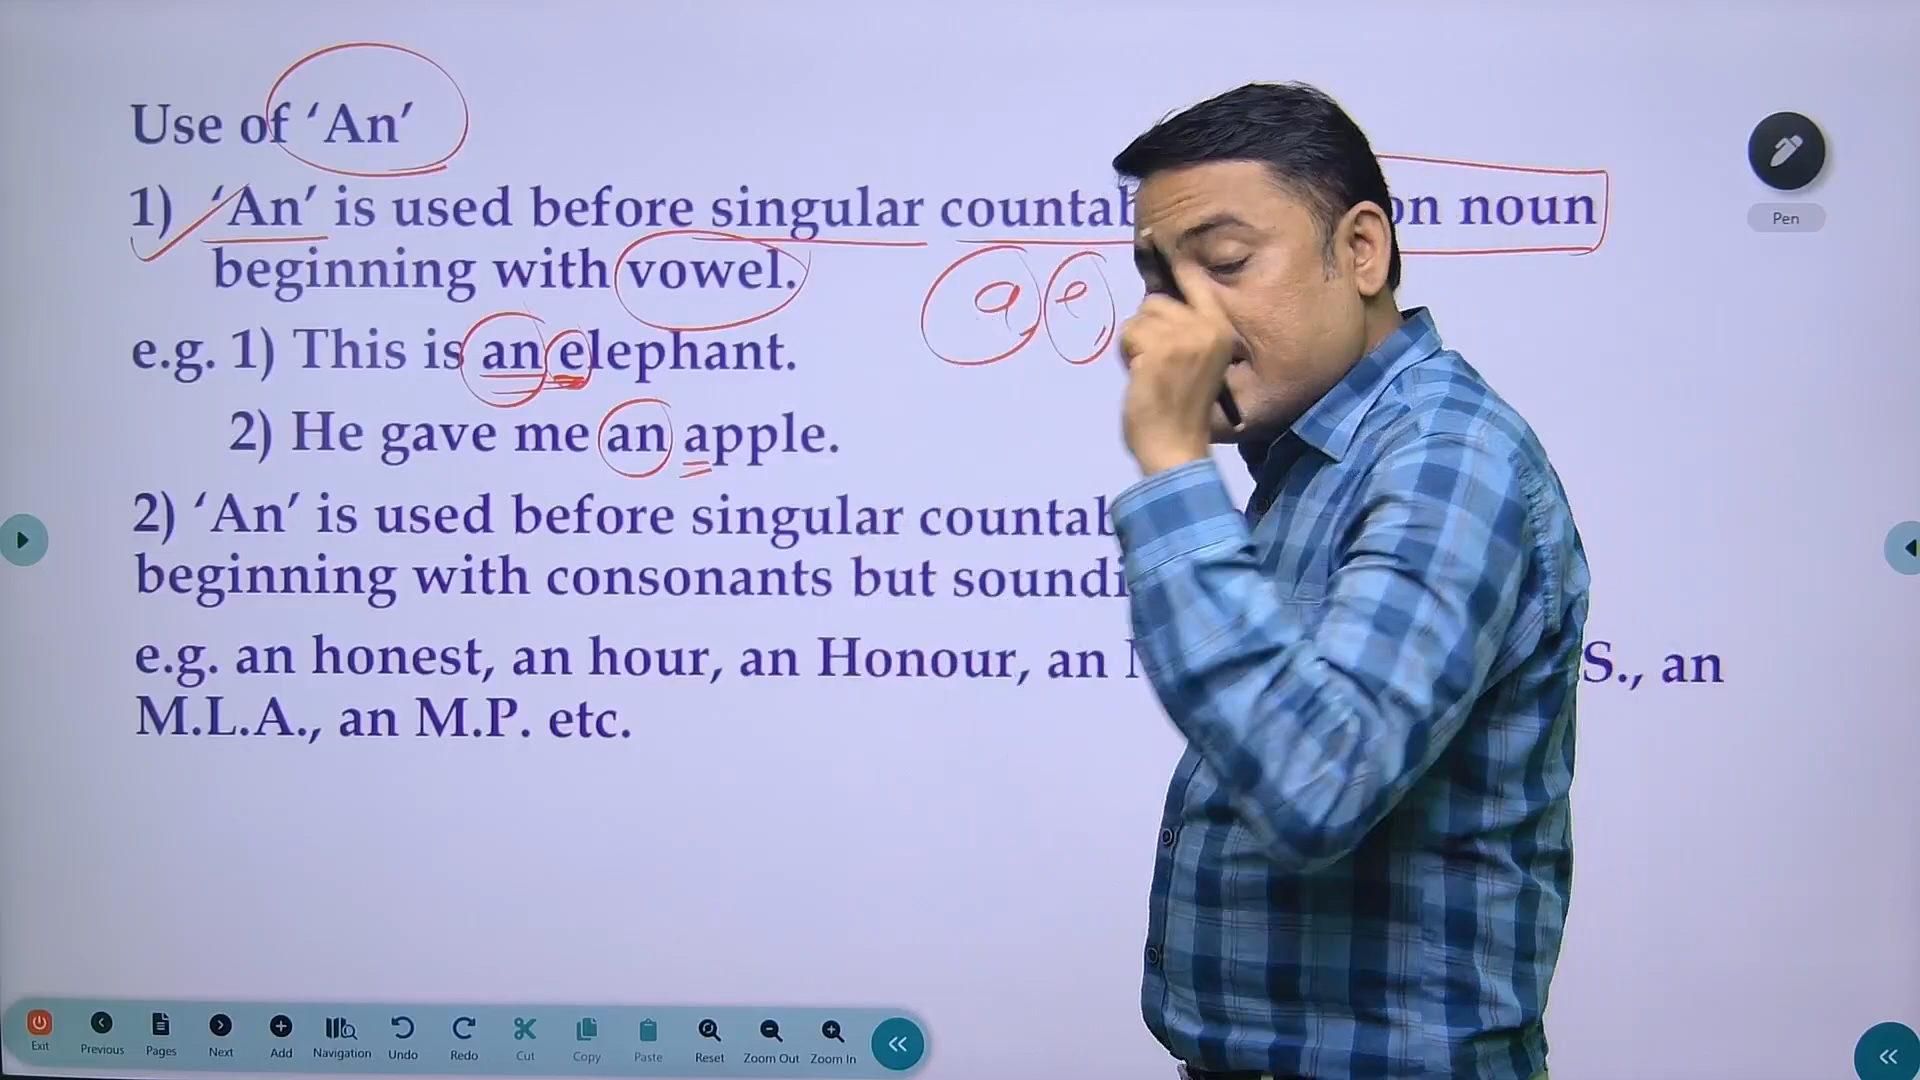 Use of ‘An’
1) ‘An’ is used before singular on noun
beginning with vowel.
a, e,
e.g. 1) This is an elephant.
2) He gave me an apple.
2) ‘An’ is used before singular
beginning with consonants but
e.g. an honest, an hour, an Honour, an S., an
M.L.A., an M.P. etc.
Pen
Exit Previous Pages Next Add Navigation Undo Redo Cut Copy Paste Reset Zoom Out Zoom In